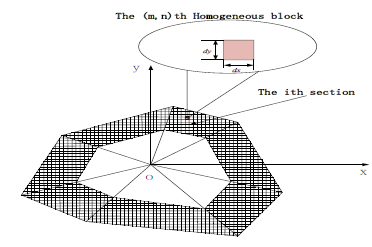 The (m,n)th Homogeneous block
dy
dx
y
The ith section
O
x